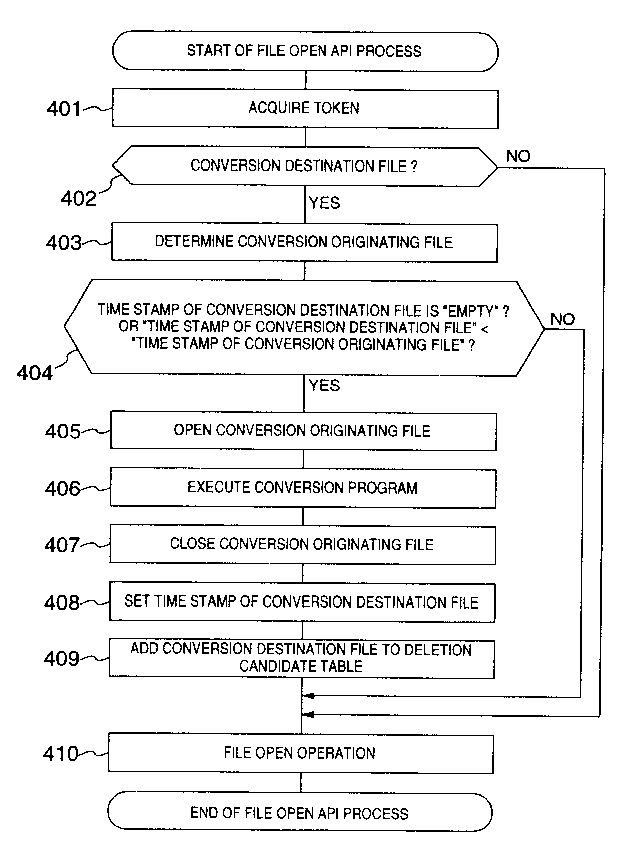 START OF FILE OPEN API PROCESS
401
ACQUIRE TOKEN
CONVERSION DESTINATION FILE ?
NO
402
YES
403
DETERMINE CONVERSION ORIGINATING FILE
TIME STAMP OF CONVERSION DESTINATION FILE IS "EMPTY" ?
OR "TIME STAMP OF CONVERSION DESTINATION FILE" <
"TIME STAMP OF CONVERSION ORIGINATING FILE" ?
NO
404
YES
405
OPEN CONVERSION ORIGINATING FILE
406
EXECUTE CONVERSION PROGRAM
407
CLOSE CONVERSION ORIGINATING FILE
408
SET TIME STAMP OF CONVERSION DESTINATION FILE
409
ADD CONVERSION DESTINATION FILE TO DELETION
CANDIDATE TABLE
410
FILE OPEN OPERATION
END OF FILE OPEN API PROCESS